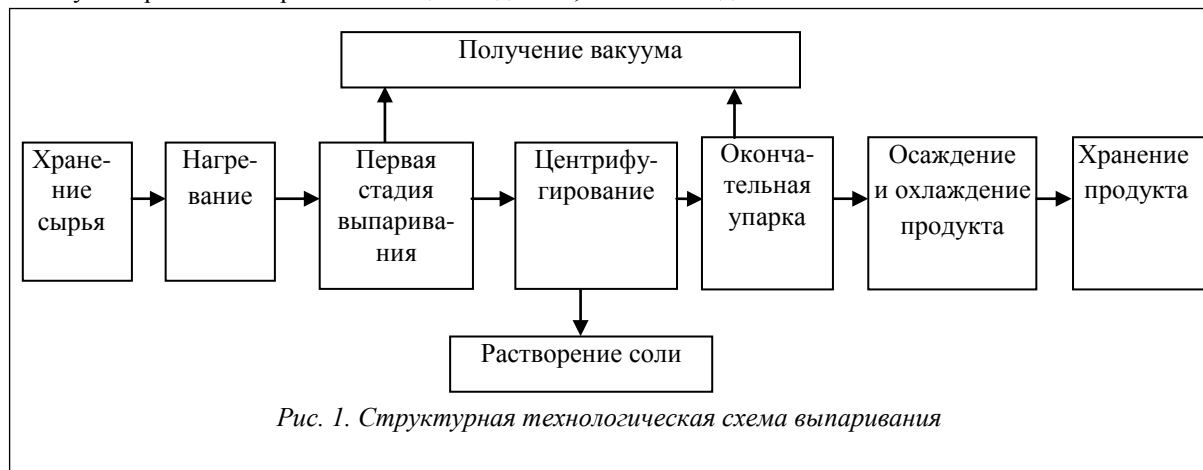 Получение вакуума
Хране-
ние
сырья
Нагре-
вание
Первая
стадия
выпарива-
ния
Центрифу-
гирование
Оконча-
тельная
упарка
Осаждение
и охлаждение
продукта
Хранение
продукта
Растворение соли
Рис. 1. Структурная технологическая схема выпаривания